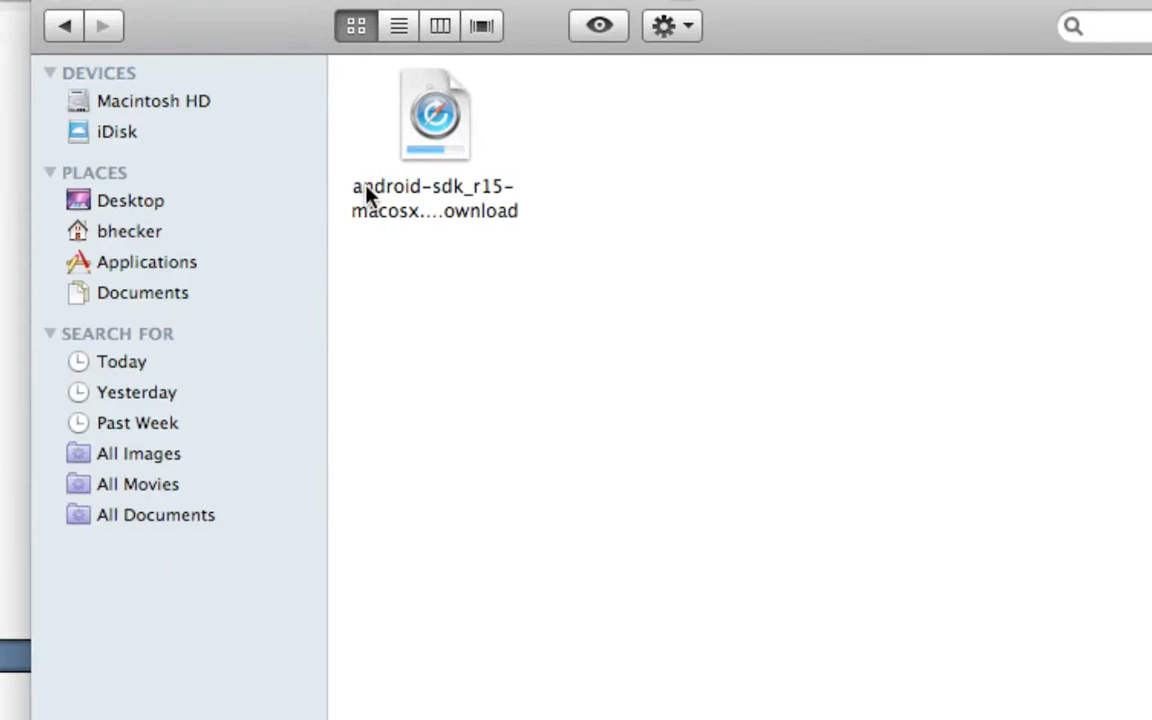 DEVICES
Macintosh HD
iDisk
PLACES
Desktop
bhecker
Applications
Documents
SEARCH FOR
Today
Yesterday
Past Week
All Images
All Movies
All Documents
android-sdk_r15-
macosx....ownload